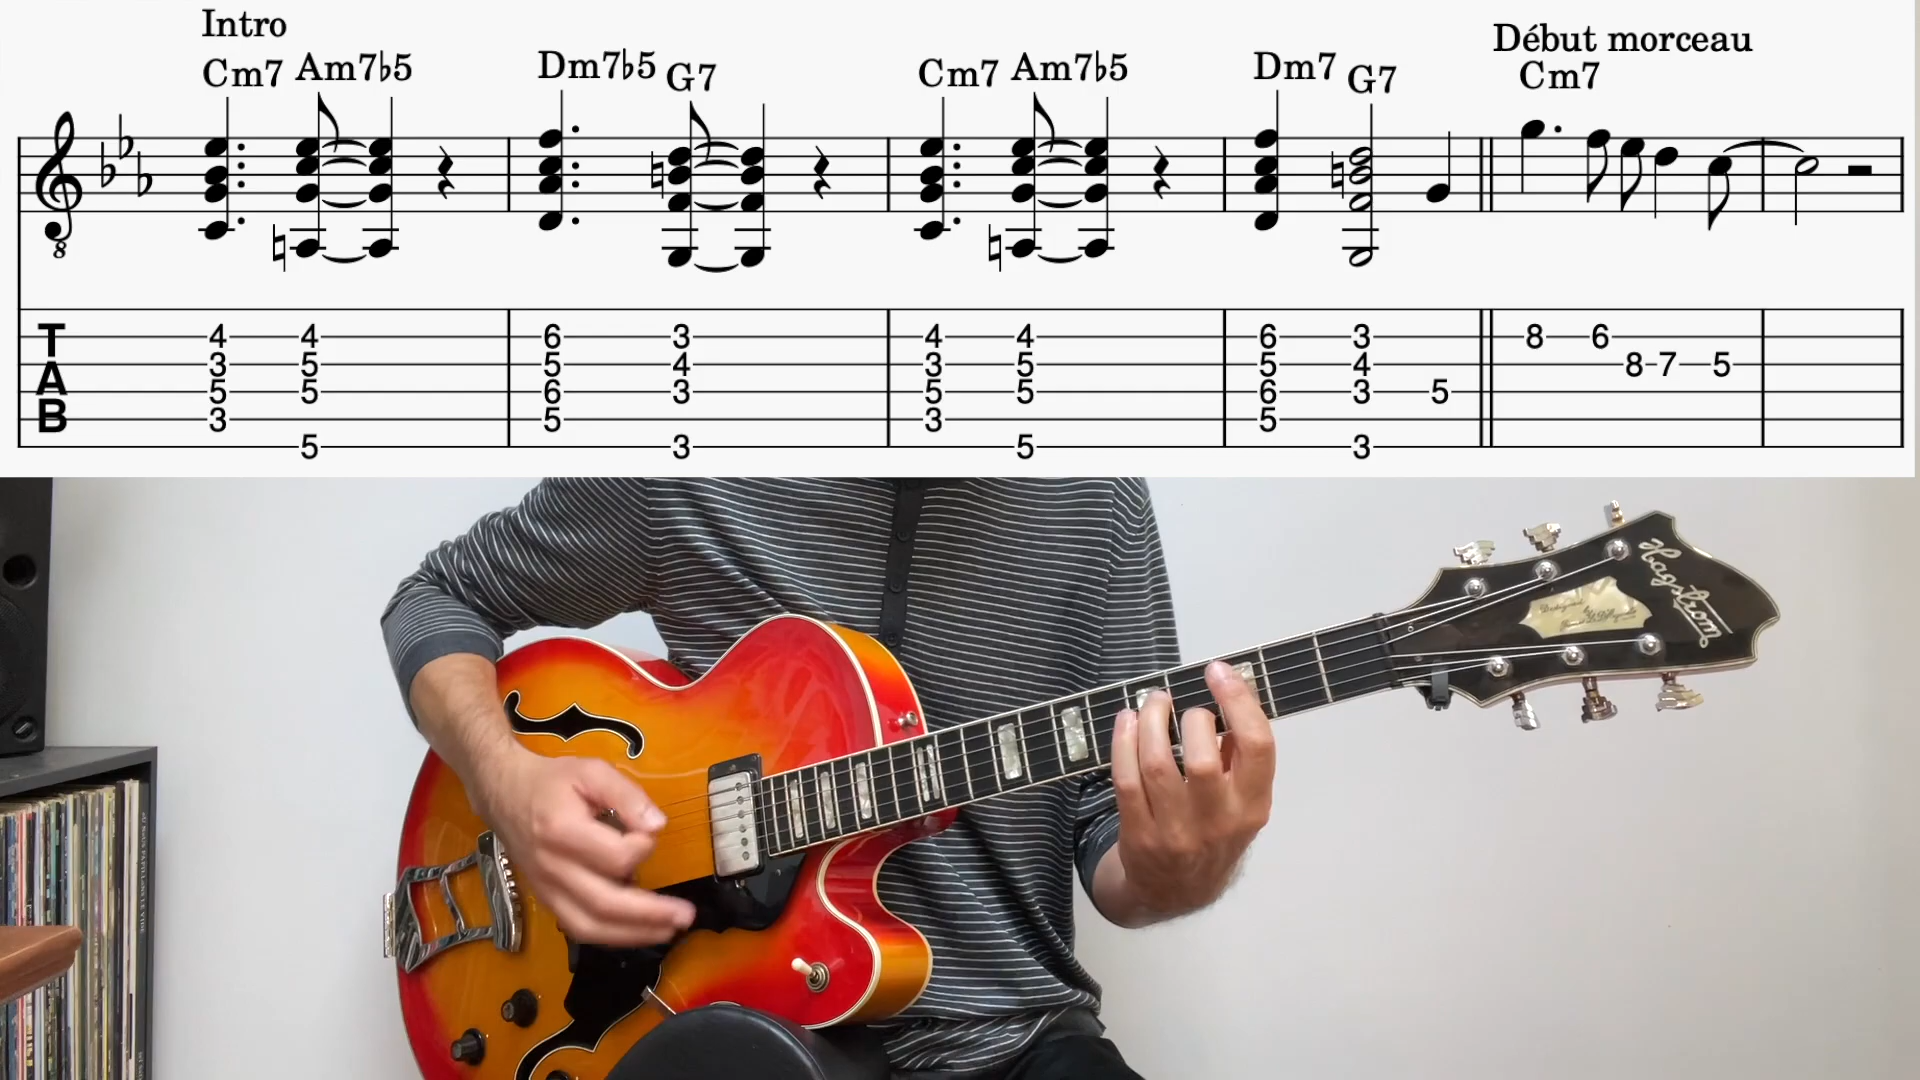 Intro
Début morceau
Cm7 Am7♭5 Dm7♭5 G7 Cm7 Am7♭5 Dm7 G7 Cm7
8
T 4 4 6 3 4 4 6 3 8 6
3 5 5 4 3 5 5 4 8 7 5
A 5 5 6 3 5 5 6 3 5
B 3 5 3 5
5 3 5 3
Hagstrom